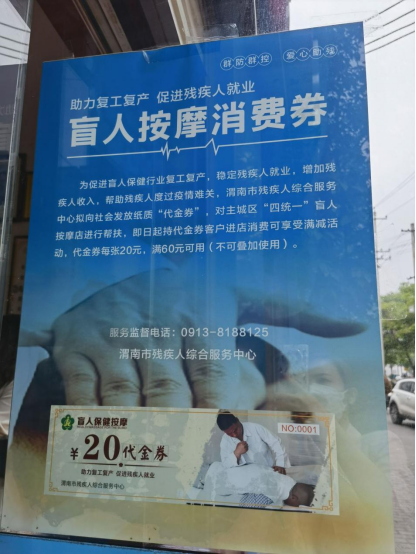 群防群控 爱心助残
助力复工复产 促进残疾人就业
盲人按摩消费券
为促进盲人保健行业复工复产，稳定残疾人就业，增加残
疾人收入，帮助残疾人度过疫情难关，渭南市残疾人综合服务
中心拟向社会发放纸质“代金券”，对主城区“四统一”盲人
按摩店进行帮扶，即日起持代金券客户进店消费可享受满减活
动，代金券每张20元，满60元可用（不可叠加使用）。
服务监督电话：0913-8188125
渭南市残疾人综合服务中心
盲人保健按摩
NO:0001
¥20代金券
助力复工复产 促进残疾人就业
渭南市残疾人综合服务中心